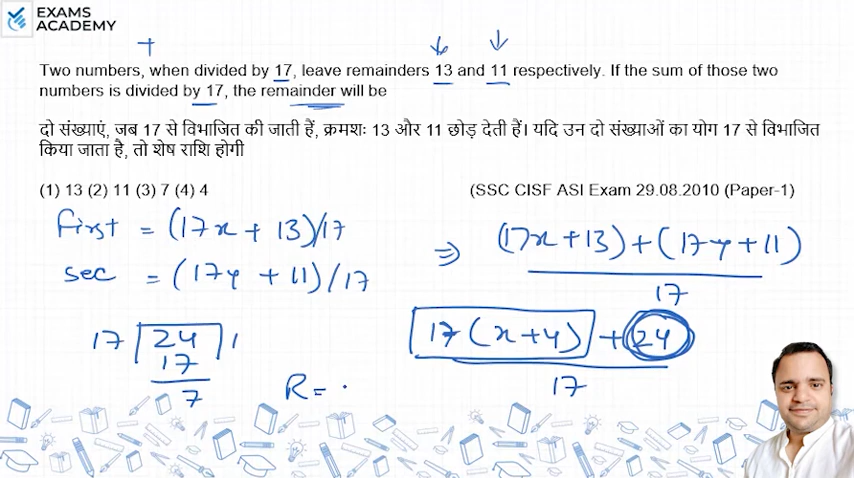 EXAMS
ACADEMY
Two numbers, when divided by 17, leave remainders 13 and 11 respectively. If the sum of those two
numbers is divided by 17, the remainder will be
दो संख्याएं, जब 17 से विभाजित की जाती हैं, क्रमशः 13 और 11 छोड़ देती हैं। यदि उन दो संख्याओं का योग 17 से विभाजित
किया जाता है, तो शेष राशि होगी
(1) 13 (2) 11 (3) 7 (4) 4 (SSC CISF ASI Exam 29.08.2010 (Paper-1)
first = (17x + 13)/17
sec = (17y + 11)/17
⇒ (17x+13)+(17y+11)
17
17(x+y) + 24
17
17 24 1
17
7
R= .